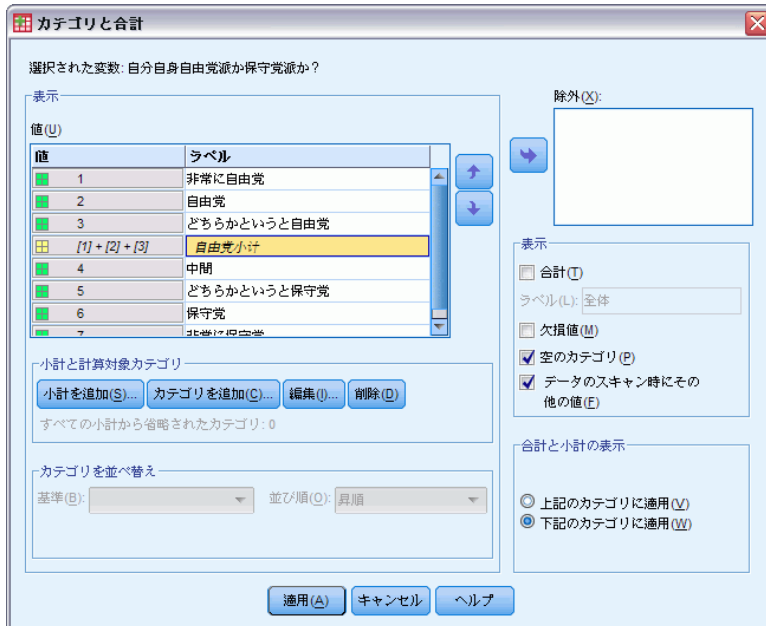 カテゴリと合計
選択された変数: 自分自身自由党派か保守党派か？
表示
値(U)
値 ラベル
1 非常に自由党
2 自由党
3 どちらかというと自由党
[1] + [2] + [3] 自由党小计
4 中間
5 どちらかというと保守党
6 保守党
7 非常に保守党
小計と計算対象カテゴリ
小計を追加(S)... カテゴリを追加(C)... 編集(I)... 削除(D)
すべての小計から省略されたカテゴリ: 0
カテゴリを並べ替え
基準(B): 並び順(O): 昇順
除外(X):
表示
合計(T)
ラベル(L): 全体
欠損値(M)
空のカテゴリ(P)
データのスキャン時にその
他の値(F)
合計と小計の表示
上記のカテゴリに適用(V)
下記のカテゴリに適用(W)
適用(A) キャンセル ヘルプ